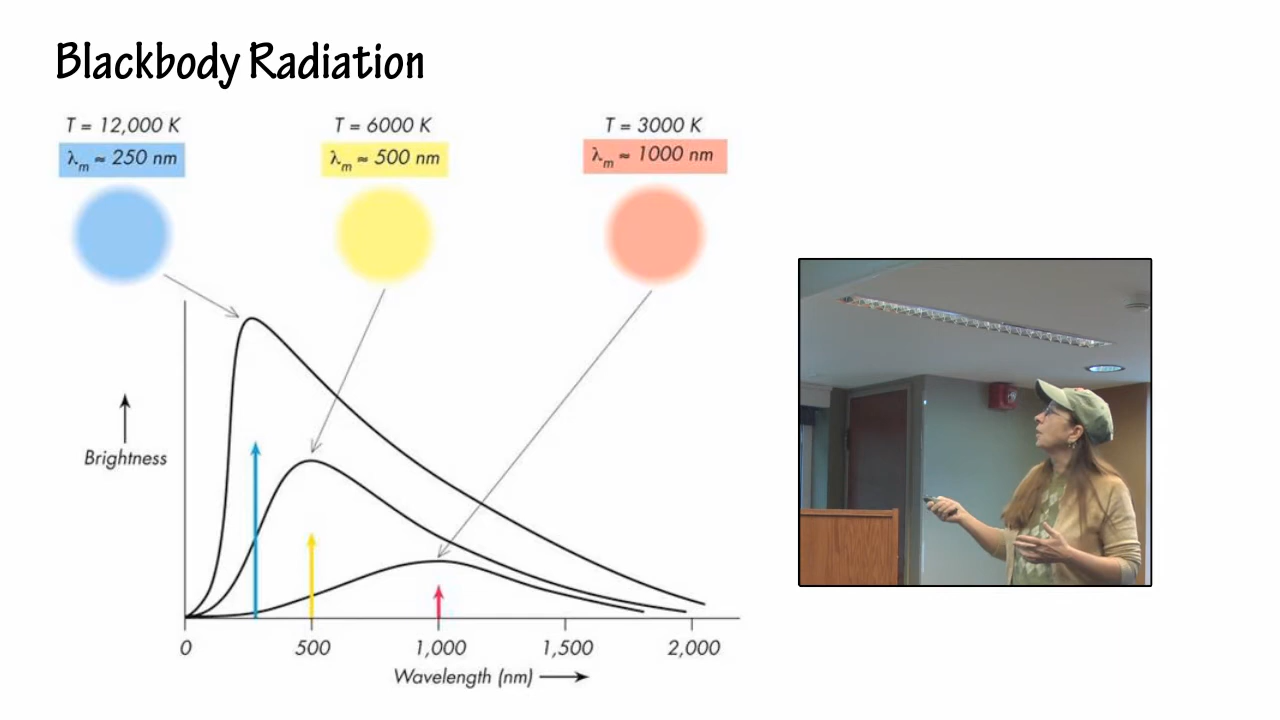 Blackbody Radiation
T = 12,000 K
λm ≈ 250 nm
T = 6000 K
λm ≈ 500 nm
T = 3000 K
λm ≈ 1000 nm
Brightness
0
500
1,000
1,500
2,000
Wavelength (nm)